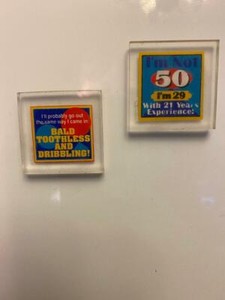 I'll probably go out
the same way I came in:
BALD
TOOTHLESS
AND
DRIBBLING!
I'm Not
50
I'm 29
With 21 Years
Experience!